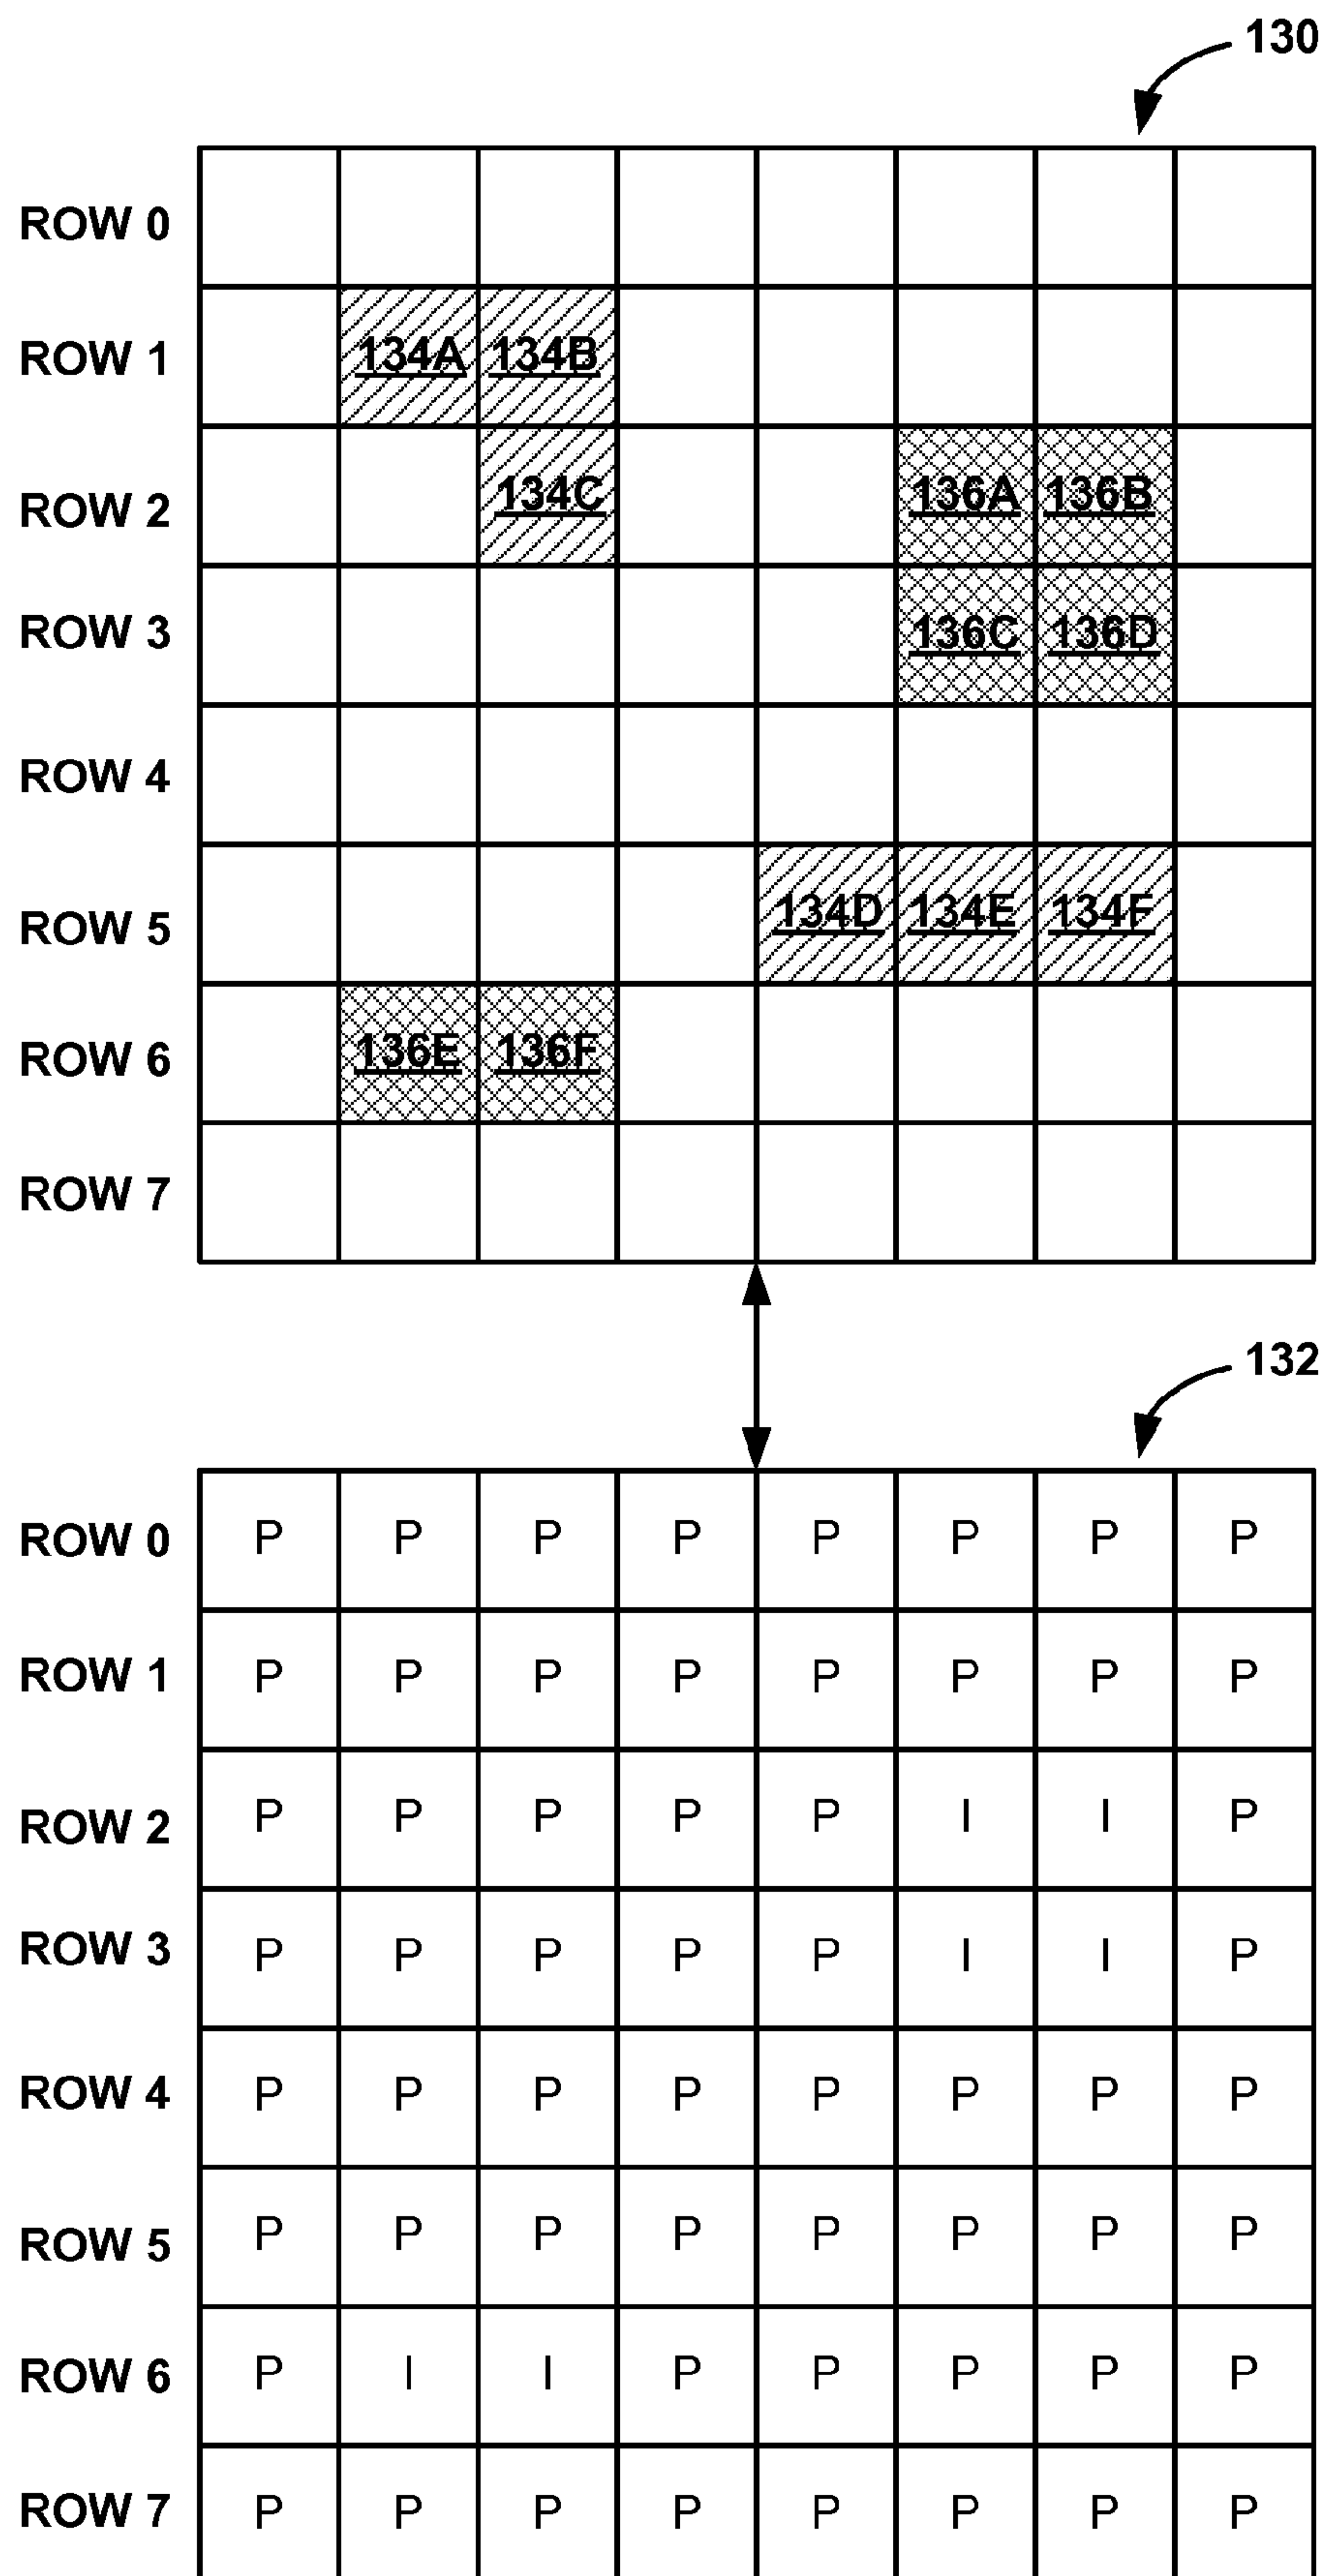 130
ROW 0
ROW 1 134A 134B
ROW 2 134C 136A 136B
ROW 3 136C 136D
ROW 4
ROW 5 134D 134E 134F
ROW 6 136E 136F
ROW 7
132
ROW 0 P P P P P P P P
ROW 1 P P P P P P P P
ROW 2 P P P P P I I P
ROW 3 P P P P P I I P
ROW 4 P P P P P P P P
ROW 5 P P P P P P P P
ROW 6 P I I P P P P P
ROW 7 P P P P P P P P